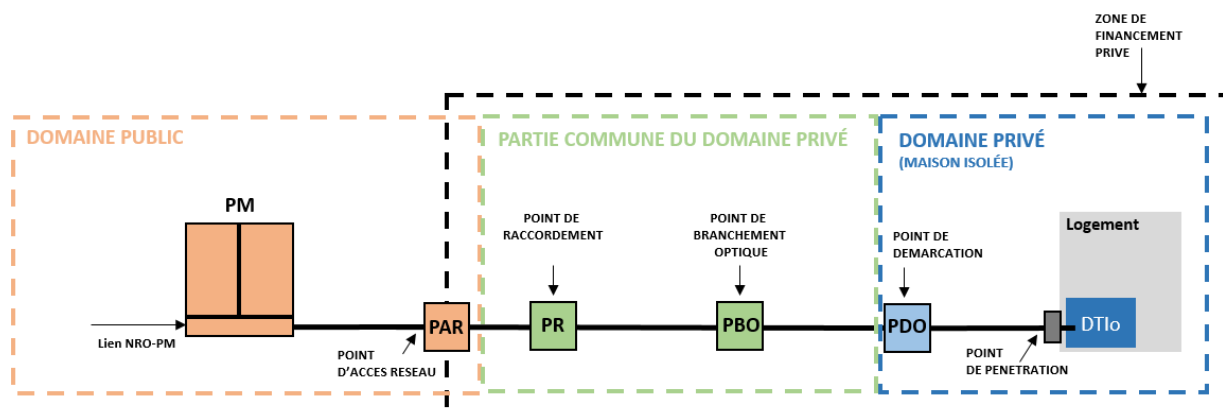 ZONE DE
FINANCEMENT
PRIVE
DOMAINE PUBLIC
PARTIE COMMUNE DU DOMAINE PRIVÉ
DOMAINE PRIVÉ
(MAISON ISOLÉE)
PM
POINT DE
RACCORDEMENT
POINT DE
BRANCHEMENT
OPTIQUE
POINT DE
DEMARCATION
Logement
PAR
PR
PBO
PDO
DTIo
Lien NRO-PM
POINT
D'ACCES RESEAU
POINT
DE PENETRATION